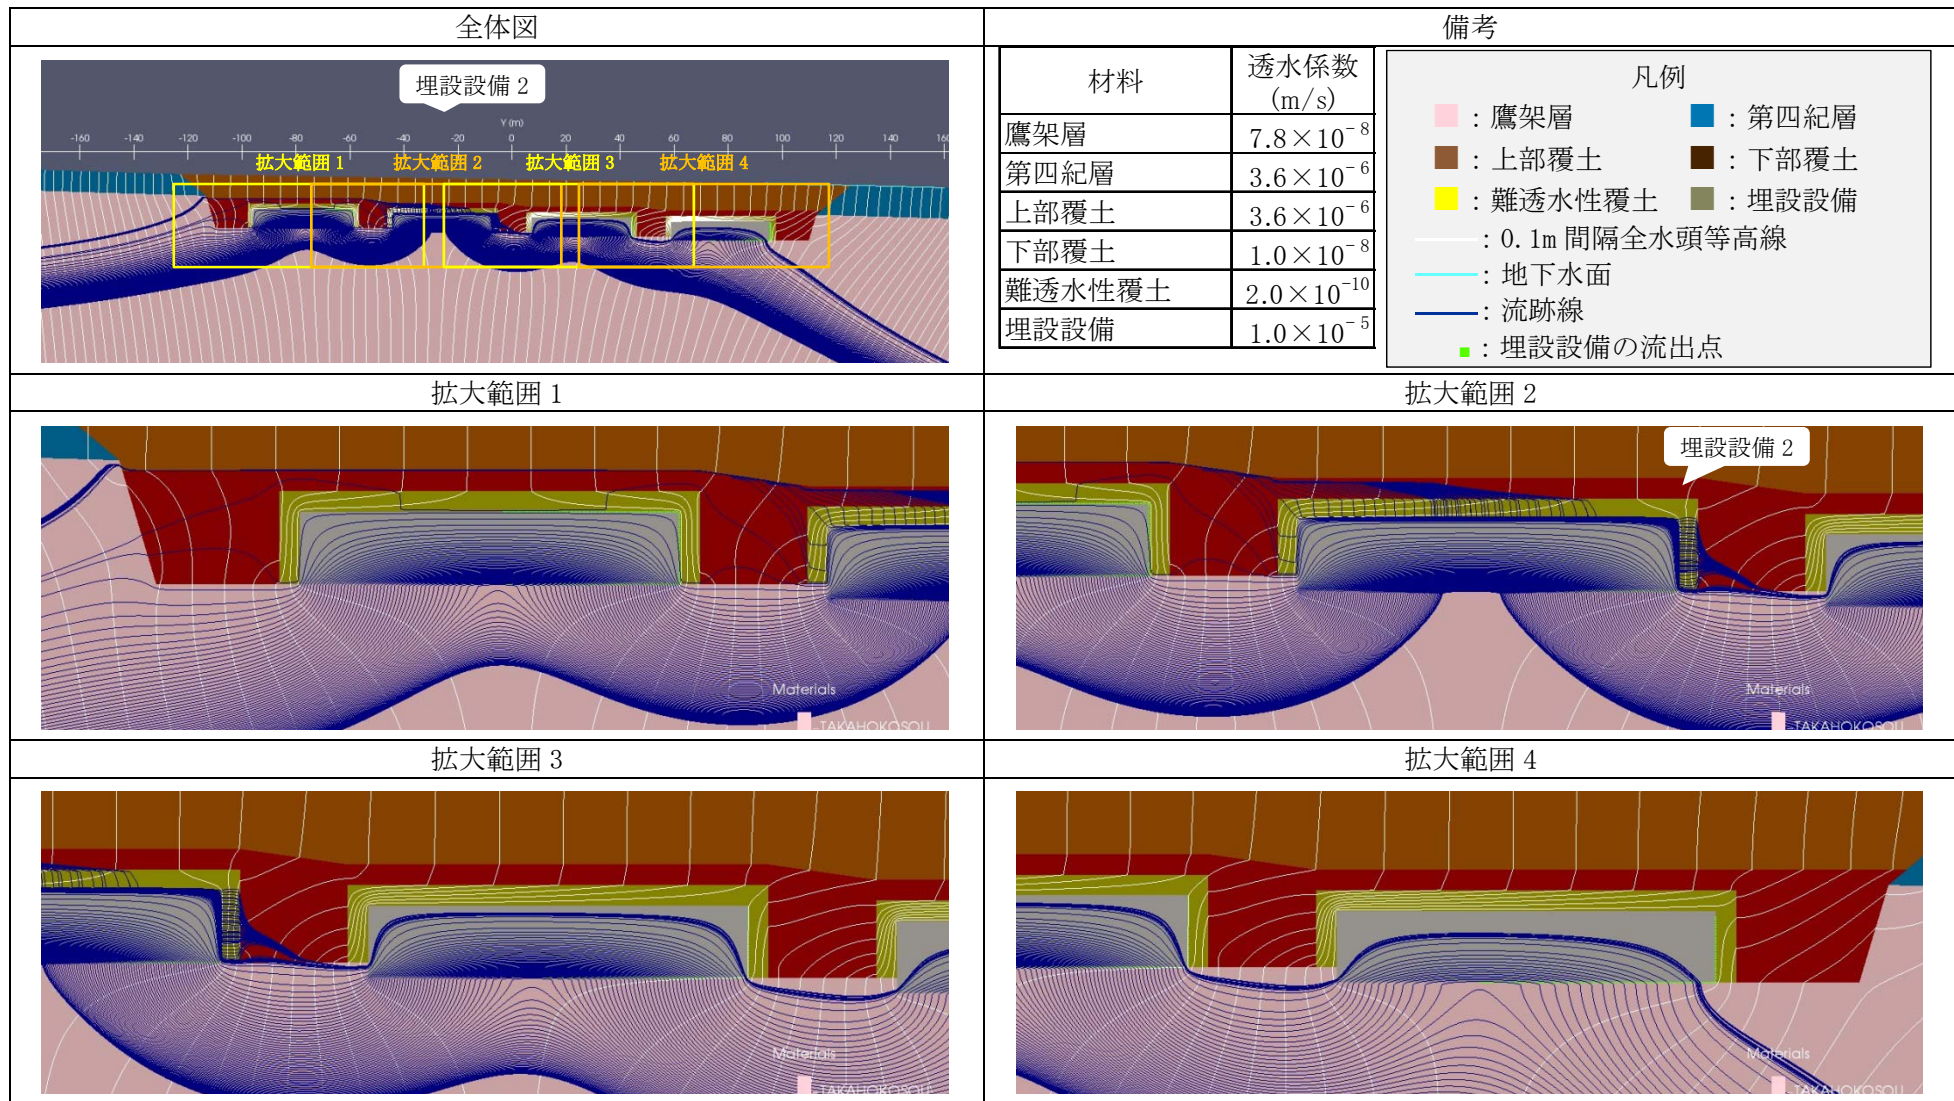 全体図
備考
埋設設備 2
Y (m)
-160 -140 -120 -100 -80 -60 -40 -20 0 20 40 60 80 100 120 140 160
拡大範囲 1 拡大範囲 2 拡大範囲 3 拡大範囲 4
材料 透水係数
(m/s)
鷹架層 7.8×10⁻⁸
第四紀層 3.6×10⁻⁶
上部覆土 3.6×10⁻⁶
下部覆土 1.0×10⁻⁸
難透水性覆土 2.0×10⁻¹⁰
埋設設備 1.0×10⁻⁵
凡例
：鷹架層 ：第四紀層
：上部覆土 ：下部覆土
：難透水性覆土 ：埋設設備
：0.1m 間隔全水頭等高線
：地下水面
：流跡線
：埋設設備の流出点
拡大範囲 1
拡大範囲 2
Materials
TAKAHOKOSOU
埋設設備 2
Materials
TAKAHOKOSOU
拡大範囲 3
拡大範囲 4
Materials
TAKAHOKOSOU
Materials
TAKAHOKOSOU